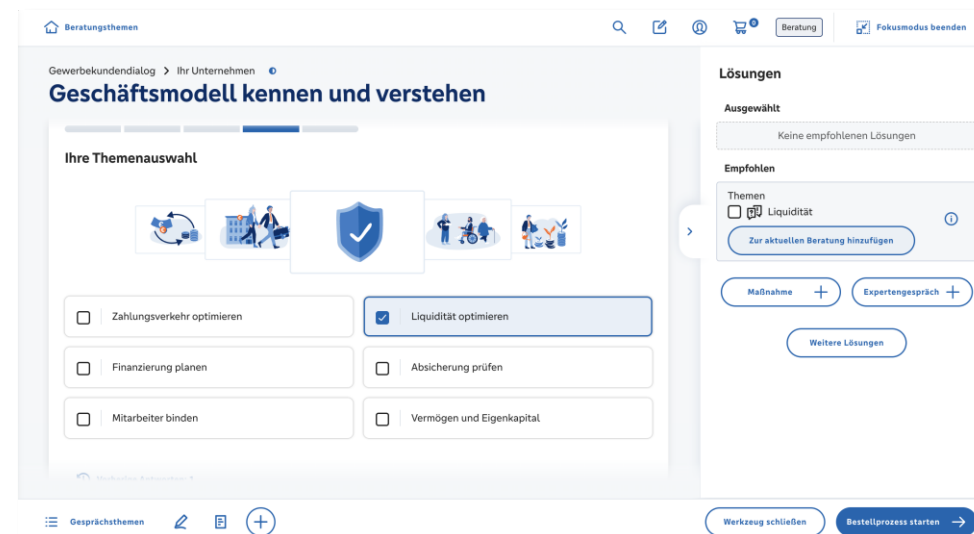 Beratungsthemen
0
Beratung
Fokusmodus beenden
Gewerbekundendialog > Ihr Unternehmen
Geschäftsmodell kennen und verstehen
Ihre Themenauswahl
Zahlungsverkehr optimieren
Liquidität optimieren
Finanzierung planen
Absicherung prüfen
Mitarbeiter binden
Vermögen und Eigenkapital
Lösungen
Ausgewählt
Keine empfohlenen Lösungen
Empfohlen
Themen
Liquidität
Zur aktuellen Beratung hinzufügen
Maßnahme
Expertengespräch
Weitere Lösungen
Gesprächsthemen
Werkzeug schließen
Bestellprozess starten